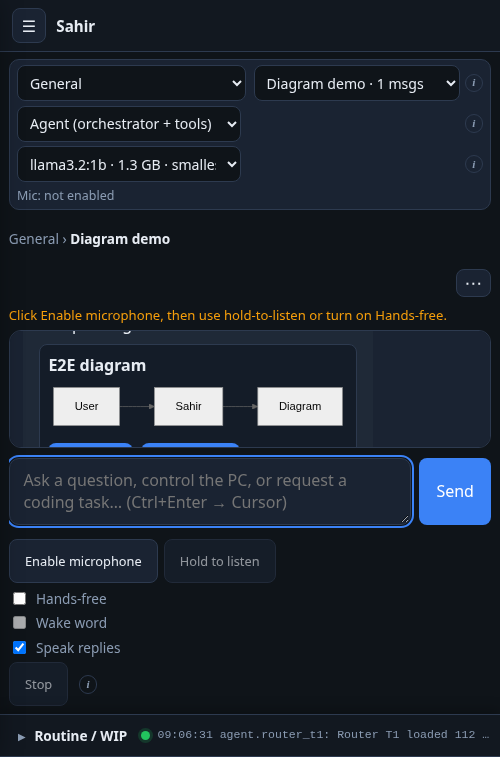 ☰ Sahir
General Diagram demo · 1 msgs i
Agent (orchestrator + tools) i
llama3.2:1b · 1.3 GB · smalle i
Mic: not enabled
General › Diagram demo
⋯
Click Enable microphone, then use hold-to-listen or turn on Hands-free.
E2E diagram
User Sahir Diagram
Ask a question, control the PC, or request a
coding task... (Ctrl+Enter → Cursor)
Send
Enable microphone Hold to listen
Hands-free
Wake word
Speak replies
Stop i
▸ Routine / WIP 09:06:31 agent.router_t1: Router T1 loaded 112 …